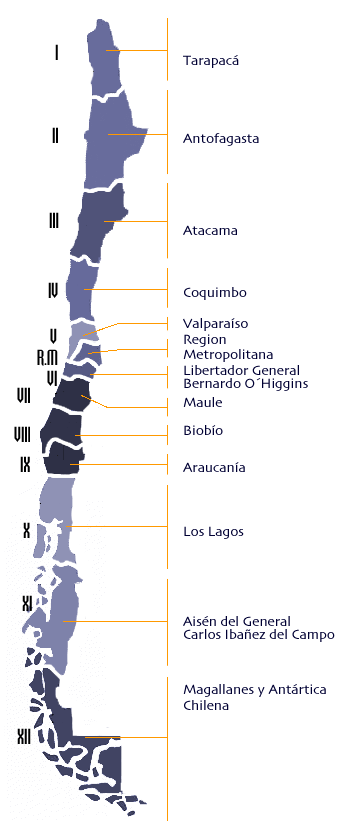 I
Tarapacá
II
Antofagasta
III
Atacama
IV
Coquimbo
V
Valparaíso
R.M
Region
Metropolitana
VI
Libertador General
Bernardo O´Higgins
VII
Maule
VIII
Biobío
IX
Araucanía
X
Los Lagos
XI
Aisén del General
Carlos Ibañez del Campo
XII
Magallanes y Antártica
Chilena